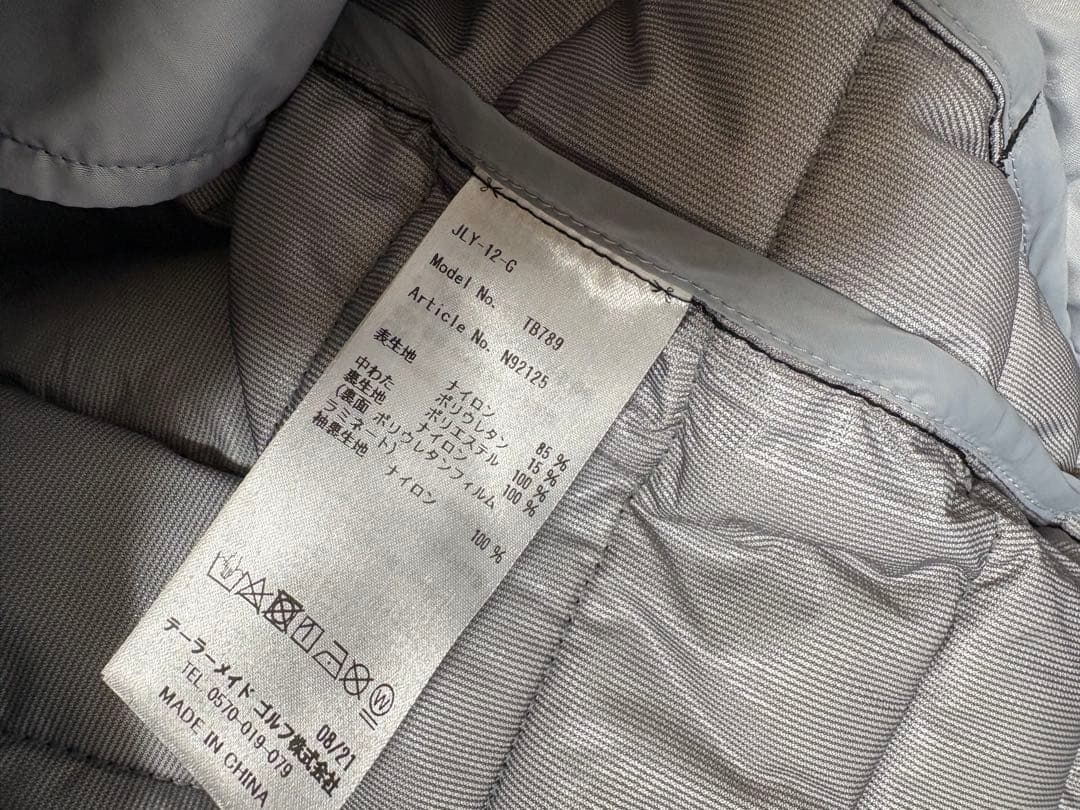 JLY-12-G
Model No. TB789
Article No. N92125
表生地 ナイロン 85 %
ポリウレタン 15 %
中わた ポリエステル 100 %
裏生地 ナイロン 100 %
(裏面 ポリウレタンフィルム
ラミネート)
袖裏生地 ナイロン 100 %
W
08/21
テーラーメイド ゴルフ株式会社
TEL. 0570-019-079
MADE IN CHINA